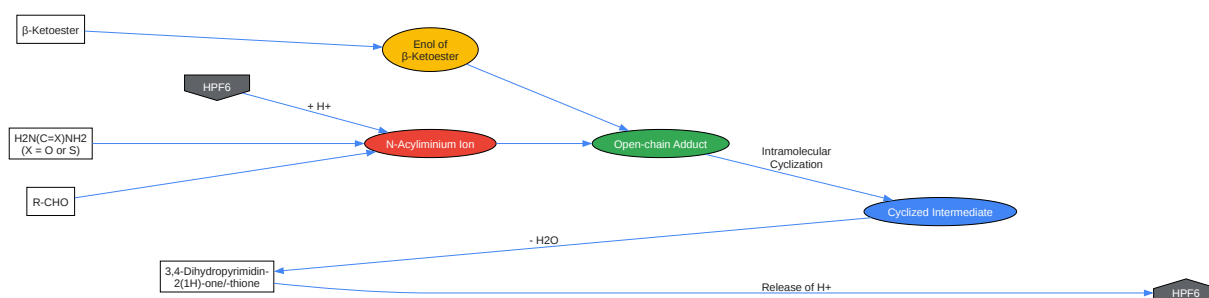 β-Ketoester
Enol of
β-Ketoester
HPF6
+ H+
H2N(C=X)NH2
(X = O or S)
N-Acyliminium Ion
Open-chain Adduct
Intramolecular
Cyclization
R-CHO
Cyclized Intermediate
- H2O
3,4-Dihydropyrimidin-
2(1H)-one/-thione
Release of H+
HPF6